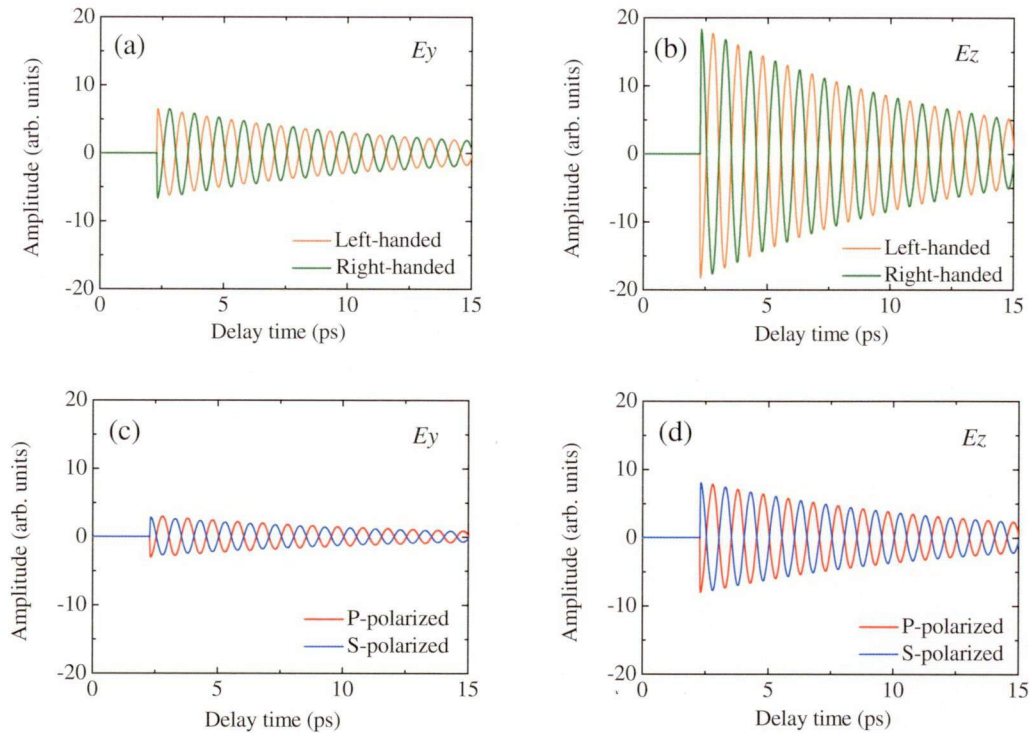 (a)
Ey
Amplitude (arb. units)
20
10
0
-10
-20
Left-handed
Right-handed
0
5
10
15
Delay time (ps)
(b)
Ez
Amplitude (arb. units)
20
10
0
-10
-20
Left-handed
Right-handed
0
5
10
15
Delay time (ps)
(c)
Ey
Amplitude (arb. units)
20
10
0
-10
-20
P-polarized
S-polarized
0
5
10
15
Delay time (ps)
(d)
Ez
Amplitude (arb. units)
20
10
0
-10
-20
P-polarized
S-polarized
0
5
10
15
Delay time (ps)